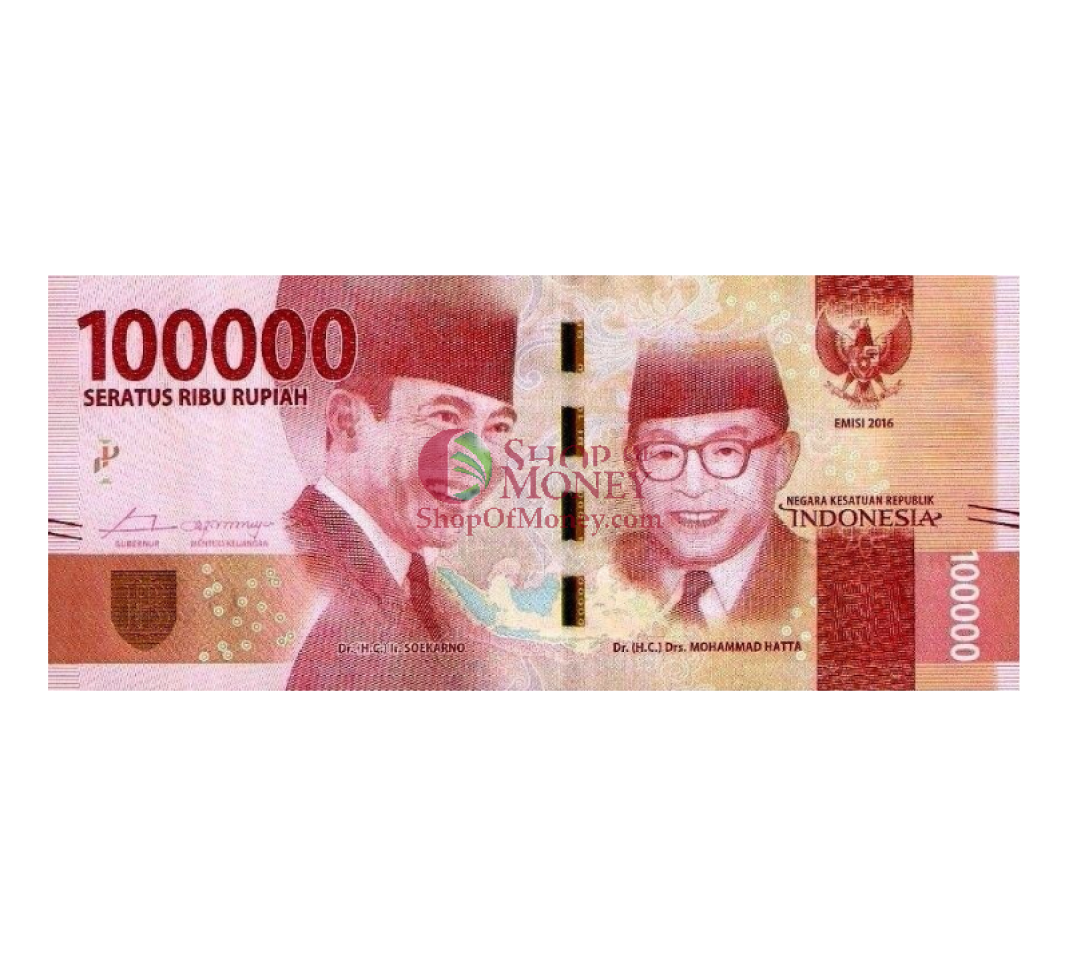 100000
SERATUS RIBU RUPIAH
EMISI 2016
SHOP OF
MONEY
ShopOfMoney.com
NEGARA KESATUAN REPUBLIK
INDONESIA
GUBERNUR
MENTERI KEUANGAN
100000
Dr. (H.C.) Ir. SOEKARNO
Dr. (H.C.) Drs. MOHAMMAD HATTA